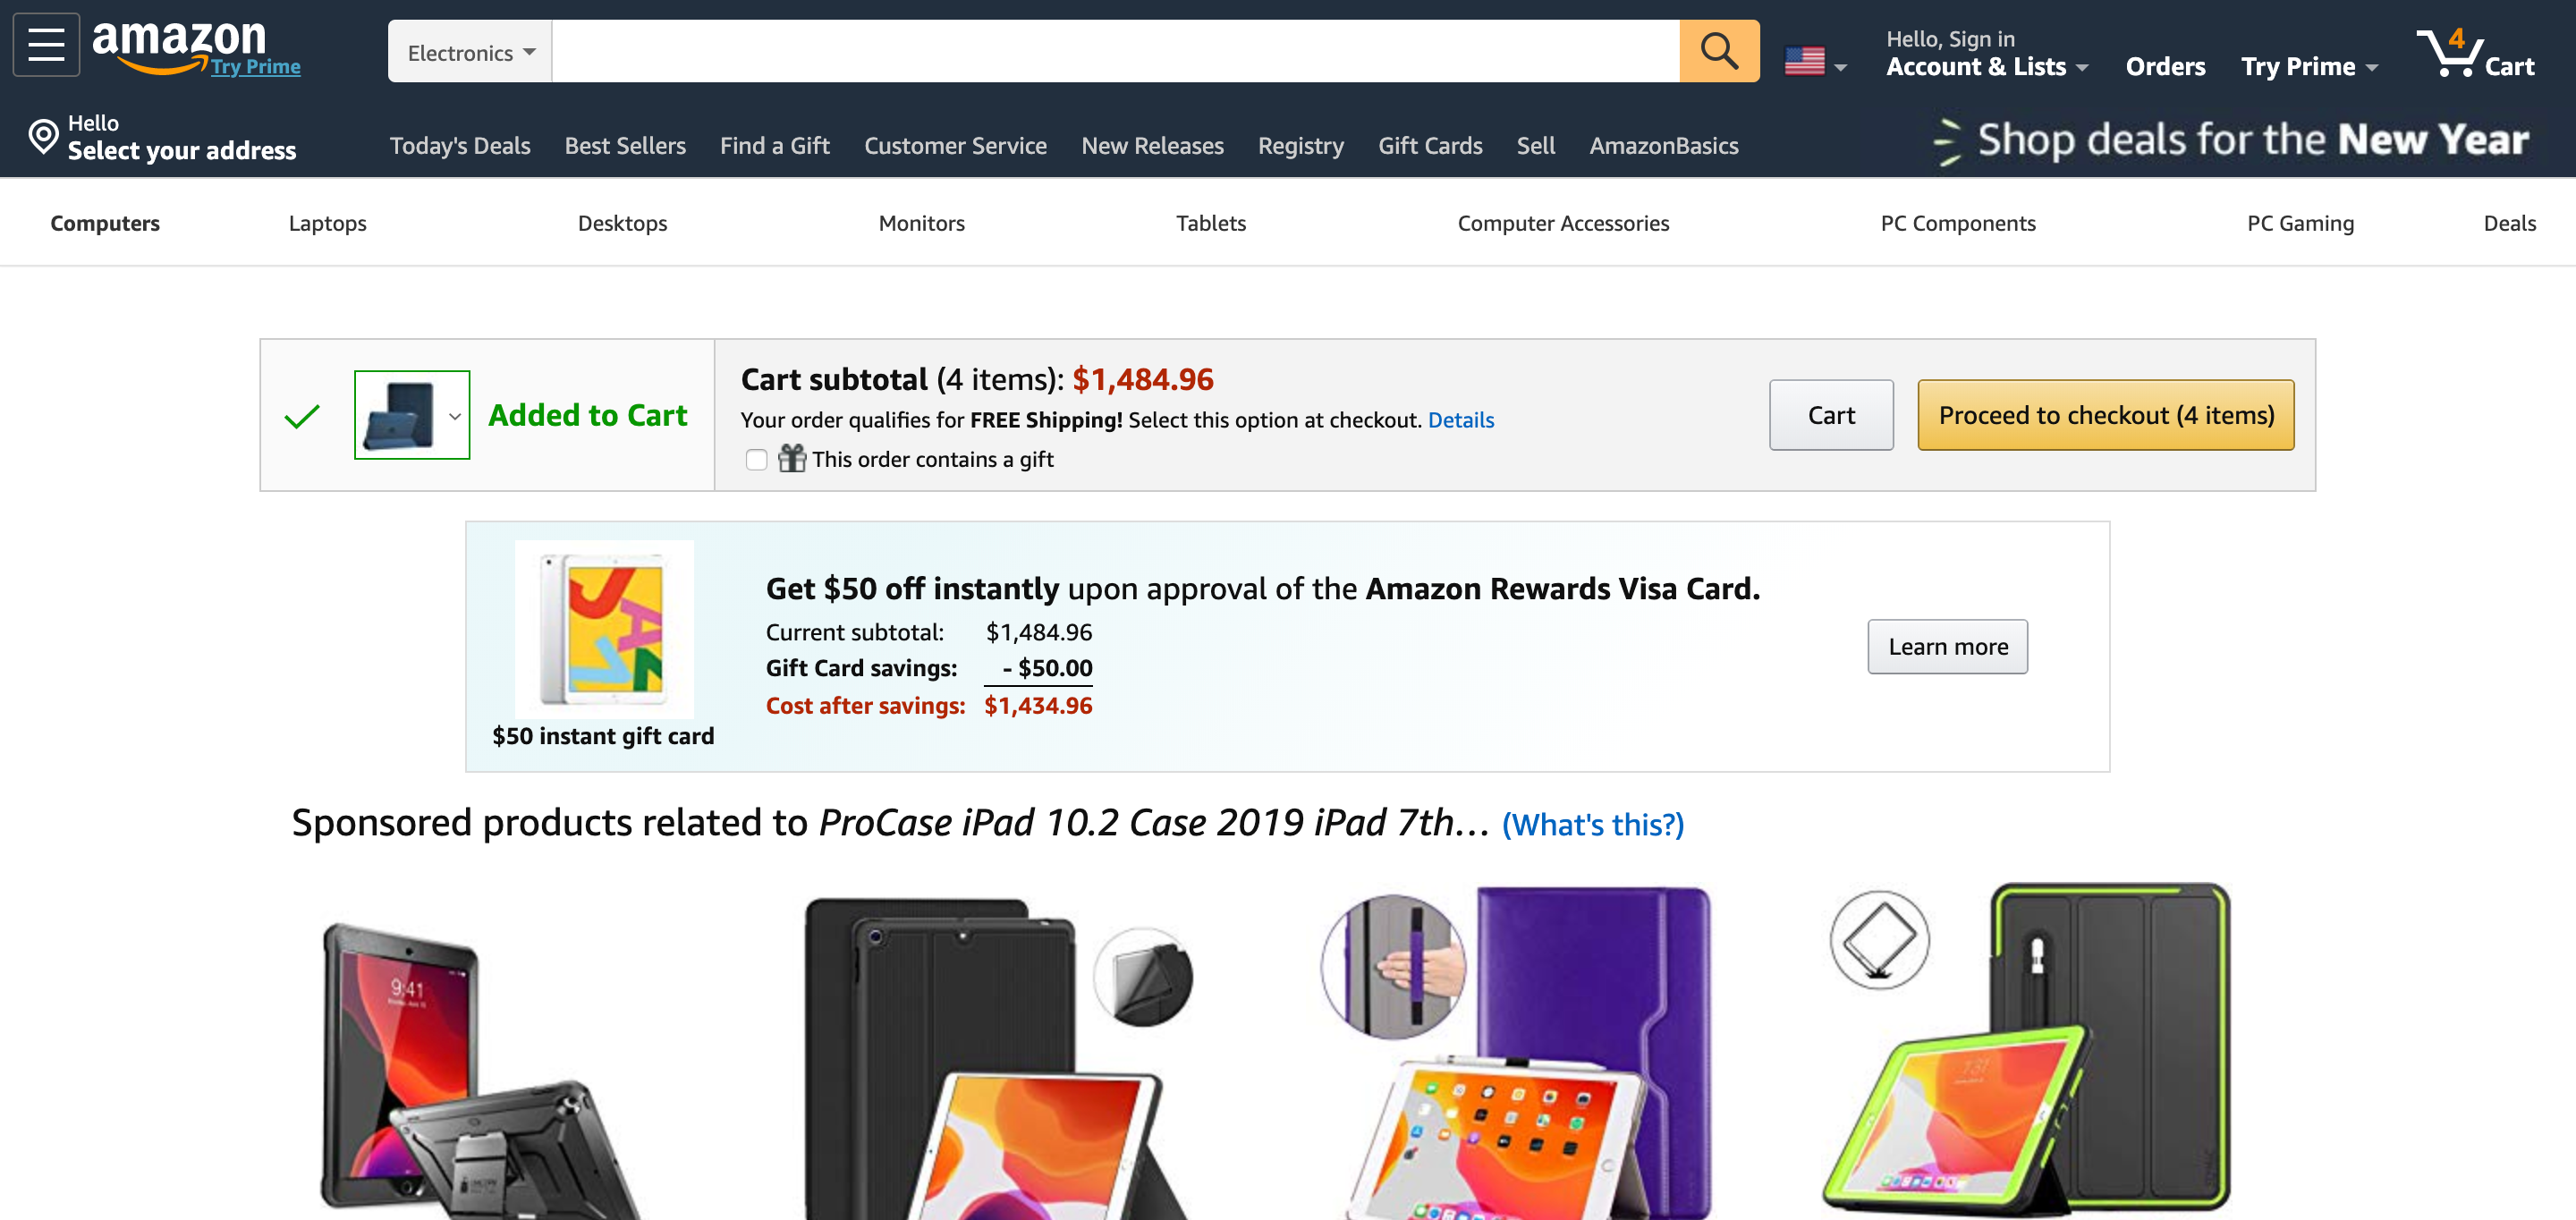 amazon
Try Prime
Electronics
Hello, Sign in
Account & Lists
Orders
Try Prime
4
Cart
Hello
Select your address
Today's Deals
Best Sellers
Find a Gift
Customer Service
New Releases
Registry
Gift Cards
Sell
AmazonBasics
Shop deals for the New Year
Computers
Laptops
Desktops
Monitors
Tablets
Computer Accessories
PC Components
PC Gaming
Deals
Added to Cart
Cart subtotal (4 items): $1,484.96
Your order qualifies for FREE Shipping! Select this option at checkout. Details
This order contains a gift
Cart
Proceed to checkout (4 items)
$50 instant gift card
Get $50 off instantly upon approval of the Amazon Rewards Visa Card.
Current subtotal: $1,484.96
Gift Card savings: - $50.00
Cost after savings: $1,434.96
Learn more
Sponsored products related to ProCase iPad 10.2 Case 2019 iPad 7th... (What's this?)
9:41
1:31